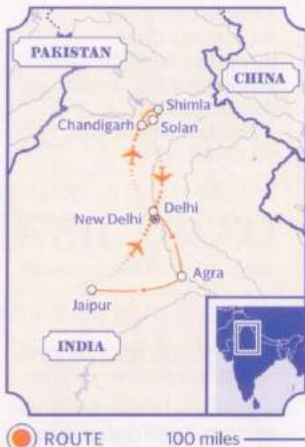 PAKISTAN
CHINA
Shimla
Chandigarh
Solan
Delhi
New Delhi
Agra
Jaipur
INDIA
ROUTE 100 miles